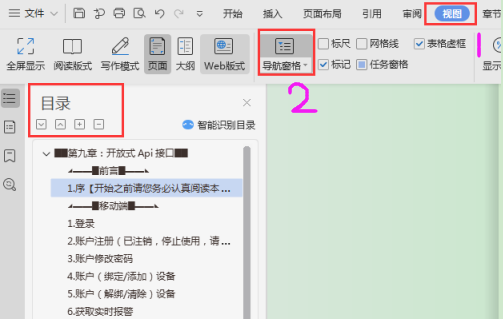 文件 开始 插入 页面布局 引用 审阅 视图 章节
1
全屏显示 阅读版式 写作模式 页面 大纲 Web版式 导航窗格 标尺 网格线 表格虚框
标记 任务窗格 显示
2
目录
智能识别目录
██第九章：开放式 Api 接口██
◢━━━█前言█━━━◣
1.序【开始之前请您务必认真阅读本 ...
◢━━━█移动端█━━━◣
1.登录
2.账户注册（已注销，停止使用，请 ...
3.账户修改密码
4.账户（绑定/添加）设备
5.账户（解绑/清除）设备
6.获取实时报警